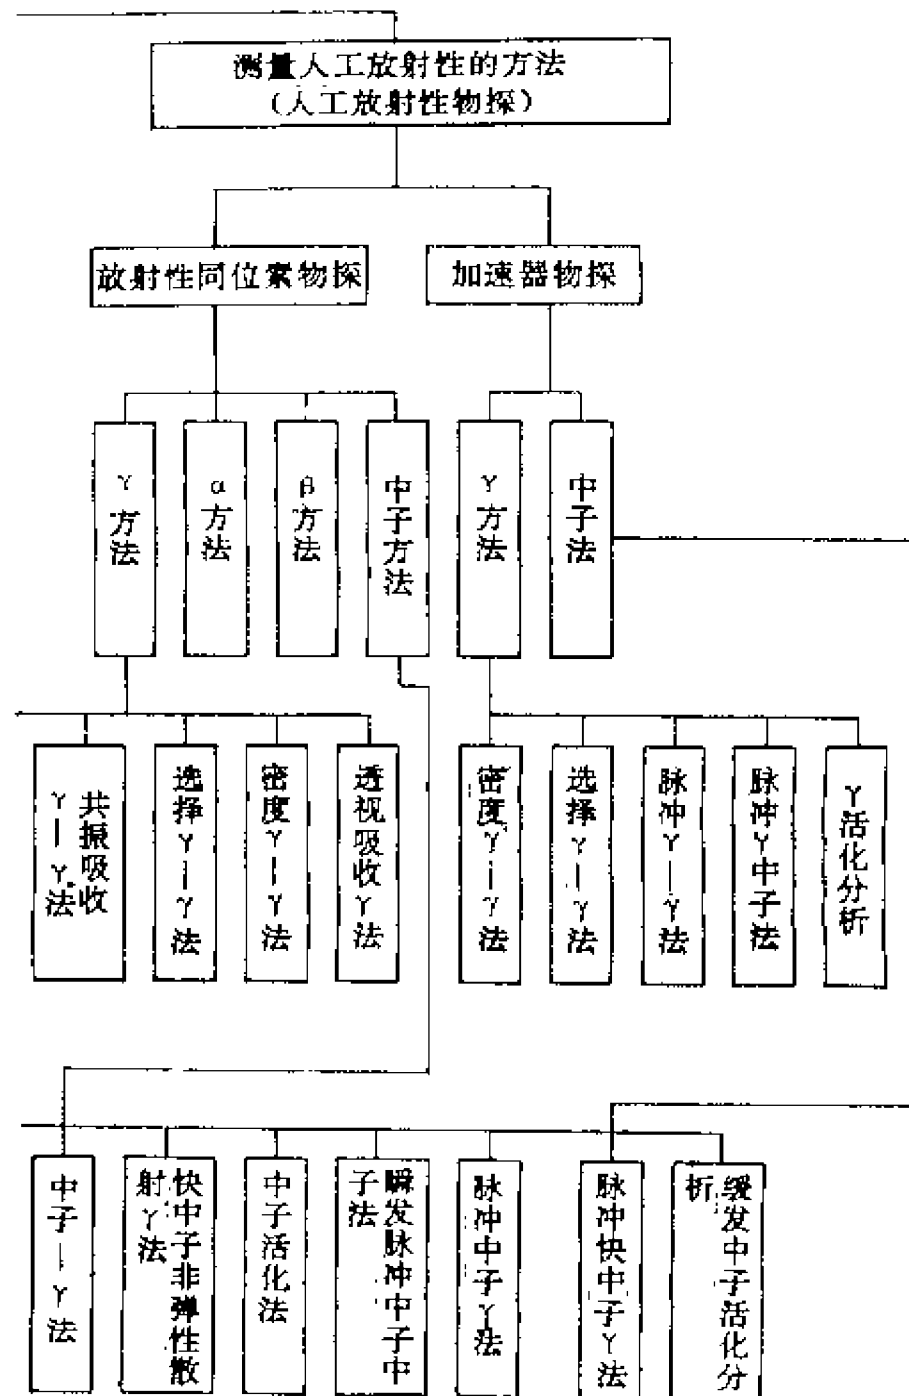 测量人工放射性的方法
(人工放射性物探)
放射性同位素物探
加速器物探
γ方法
α方法
β方法
中子方法
γ方法
中子法
共振吸收
γ—γ法
选择γ—γ法
密度γ—γ法
透视吸收γ法
密度γ—γ法
选择γ—γ法
脉冲γ—γ法
脉冲γ中子法
γ活化分析
中子—γ法
快中子非弹性散
射γ法
中子活化法
瞬发脉冲中子中
子法
脉冲中子γ法
脉冲快中子γ法
缓发中子活化分
析